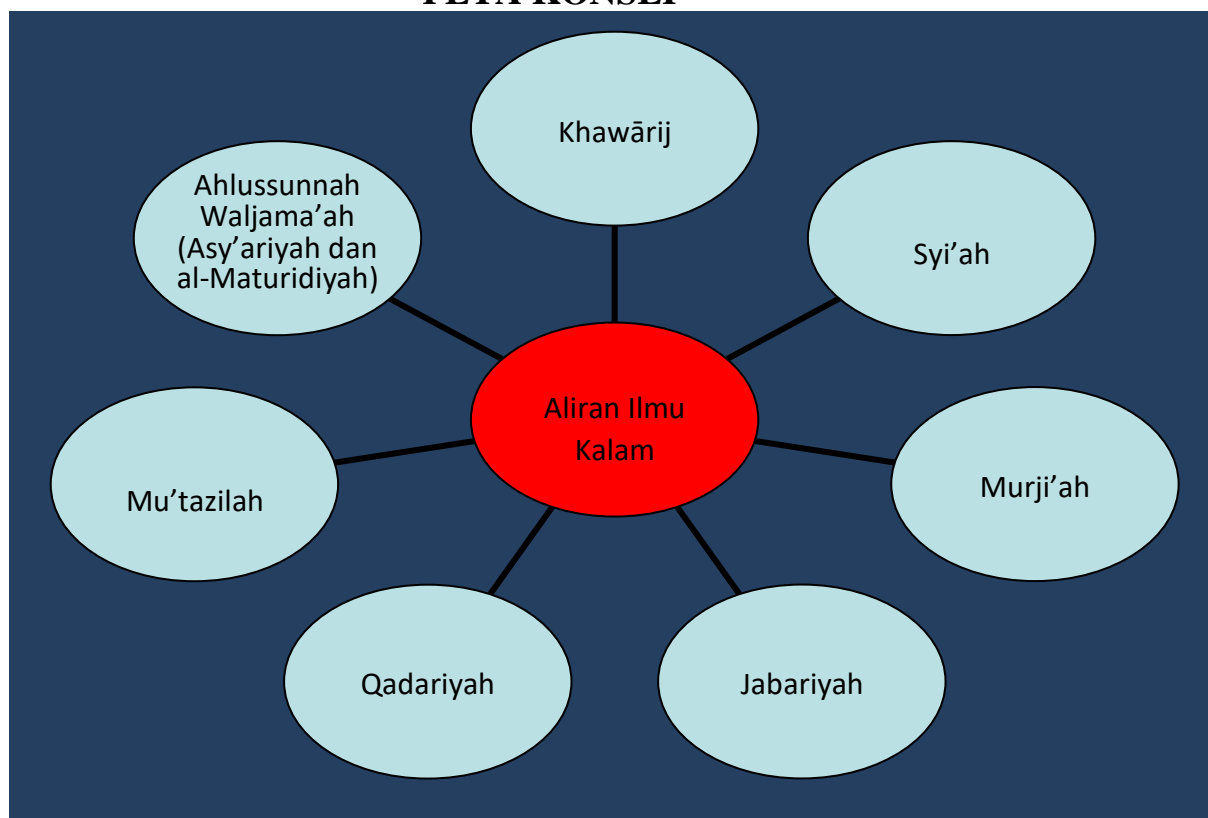 Khawārij
Syi’ah
Murji’ah
Jabariyah
Qadariyah
Mu’tazilah
Ahlussunnah
Waljama’ah
(Asy’ariyah dan
al-Maturidiyah)
Aliran Ilmu
Kalam